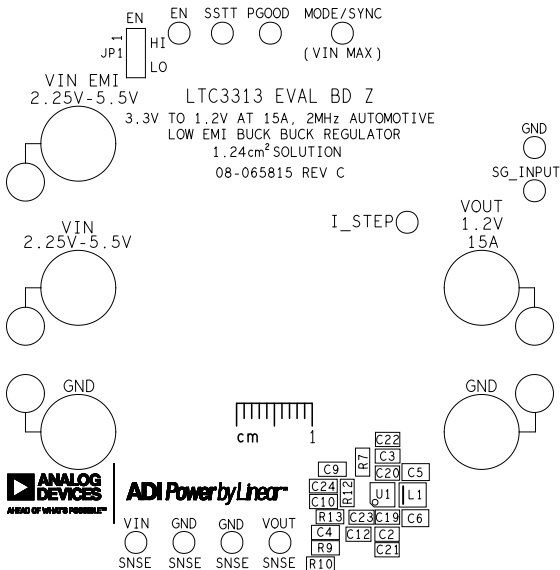 EN SSTT PGOOD MODE/SYNC
(VIN MAX)
EN
1
JP1
HI
LO
VIN EMI
2.25V-5.5V
LTC3313 EVAL BD Z
3.3V TO 1.2V AT 15A, 2MHz AUTOMOTIVE
LOW EMI BUCK BUCK REGULATOR
1.24cm² SOLUTION
08-065815 REV C
GND
SG_INPUT
I_STEP
VIN
2.25V-5.5V
VOUT
1.2V
15A
GND
GND
cm 1
C22
C3
R7
C20
C9
C5
C24
R12
U1
L1
C10
R13
C23
C19
C6
C4
C12
C2
R9
C21
R10
ANALOG
DEVICES
AHEAD OF WHAT'S POSSIBLE™
ADI Power by Linear™
VIN GND GND VOUT
SNSE SNSE SNSE SNSE